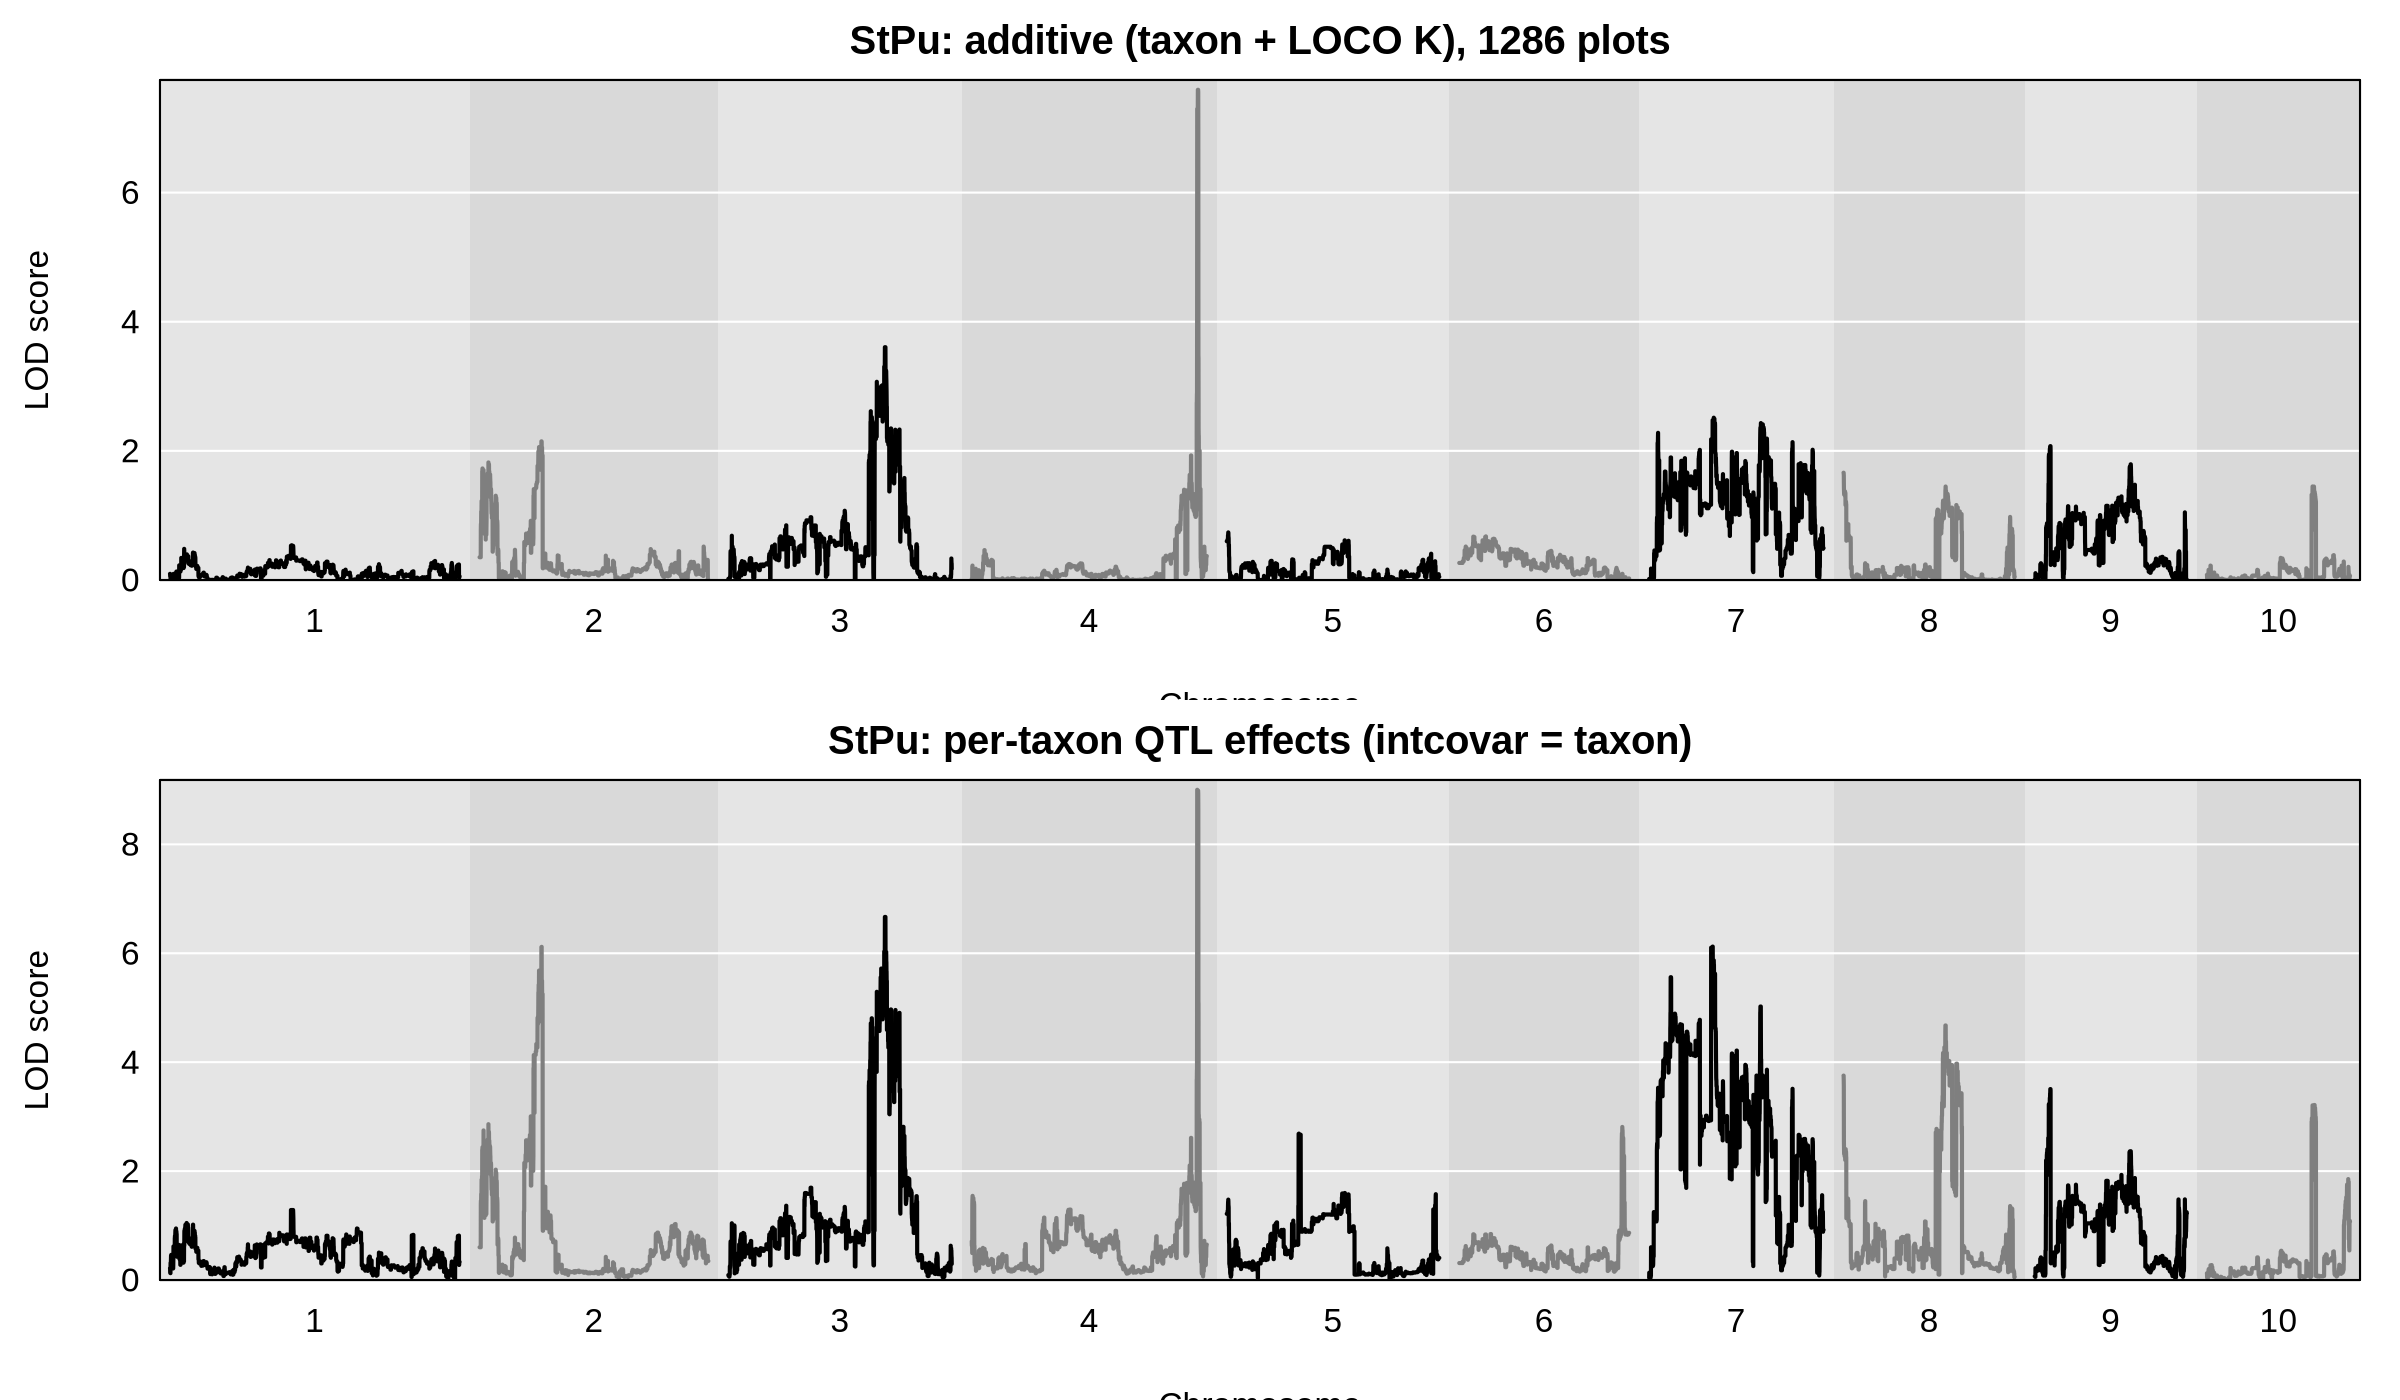 StPu: additive (taxon + LOCO K), 1286 plots
LOD score
6
4
2
0
1 2 3 4 5 6 7 8 9 10
StPu: per-taxon QTL effects (intcovar = taxon)
LOD score
8
6
4
2
0
1 2 3 4 5 6 7 8 9 10